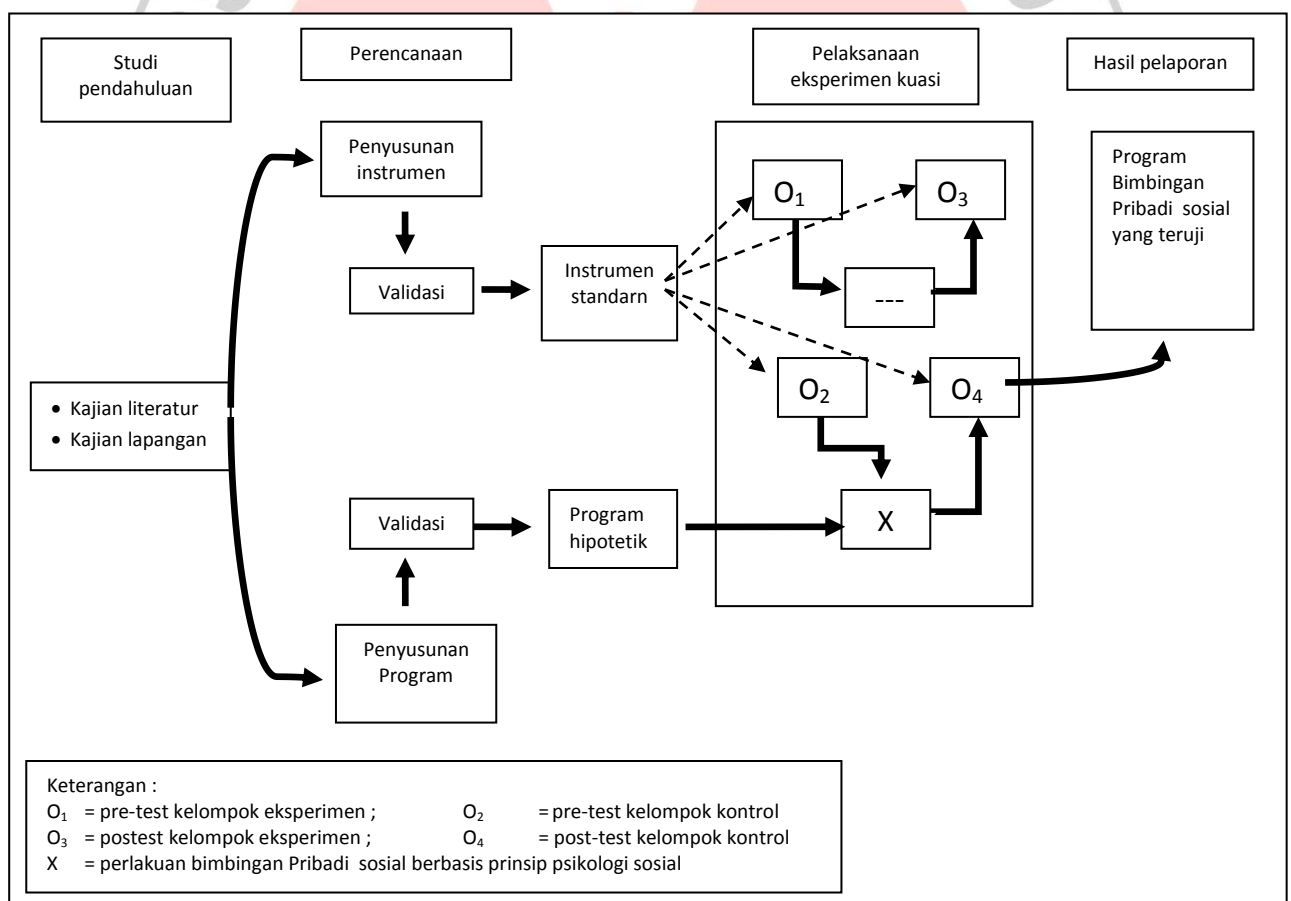 Studi
pendahuluan
Perencanaan
Pelaksanaan
eksperimen kuasi
Hasil pelaporan
Penyusunan
instrumen
Validasi
Instrumen
standarn
O₁
O₃
---
O₂
O₄
X
Program
Bimbingan
Pribadi sosial
yang teruji
• Kajian literatur
• Kajian lapangan
Validasi
Program
hipotetik
Penyusunan
Program
Keterangan :
O₁ = pre-test kelompok eksperimen ; O₂ = pre-test kelompok kontrol
O₃ = postest kelompok eksperimen ; O₄ = post-test kelompok kontrol
X = perlakuan bimbingan Pribadi sosial berbasis prinsip psikologi sosial